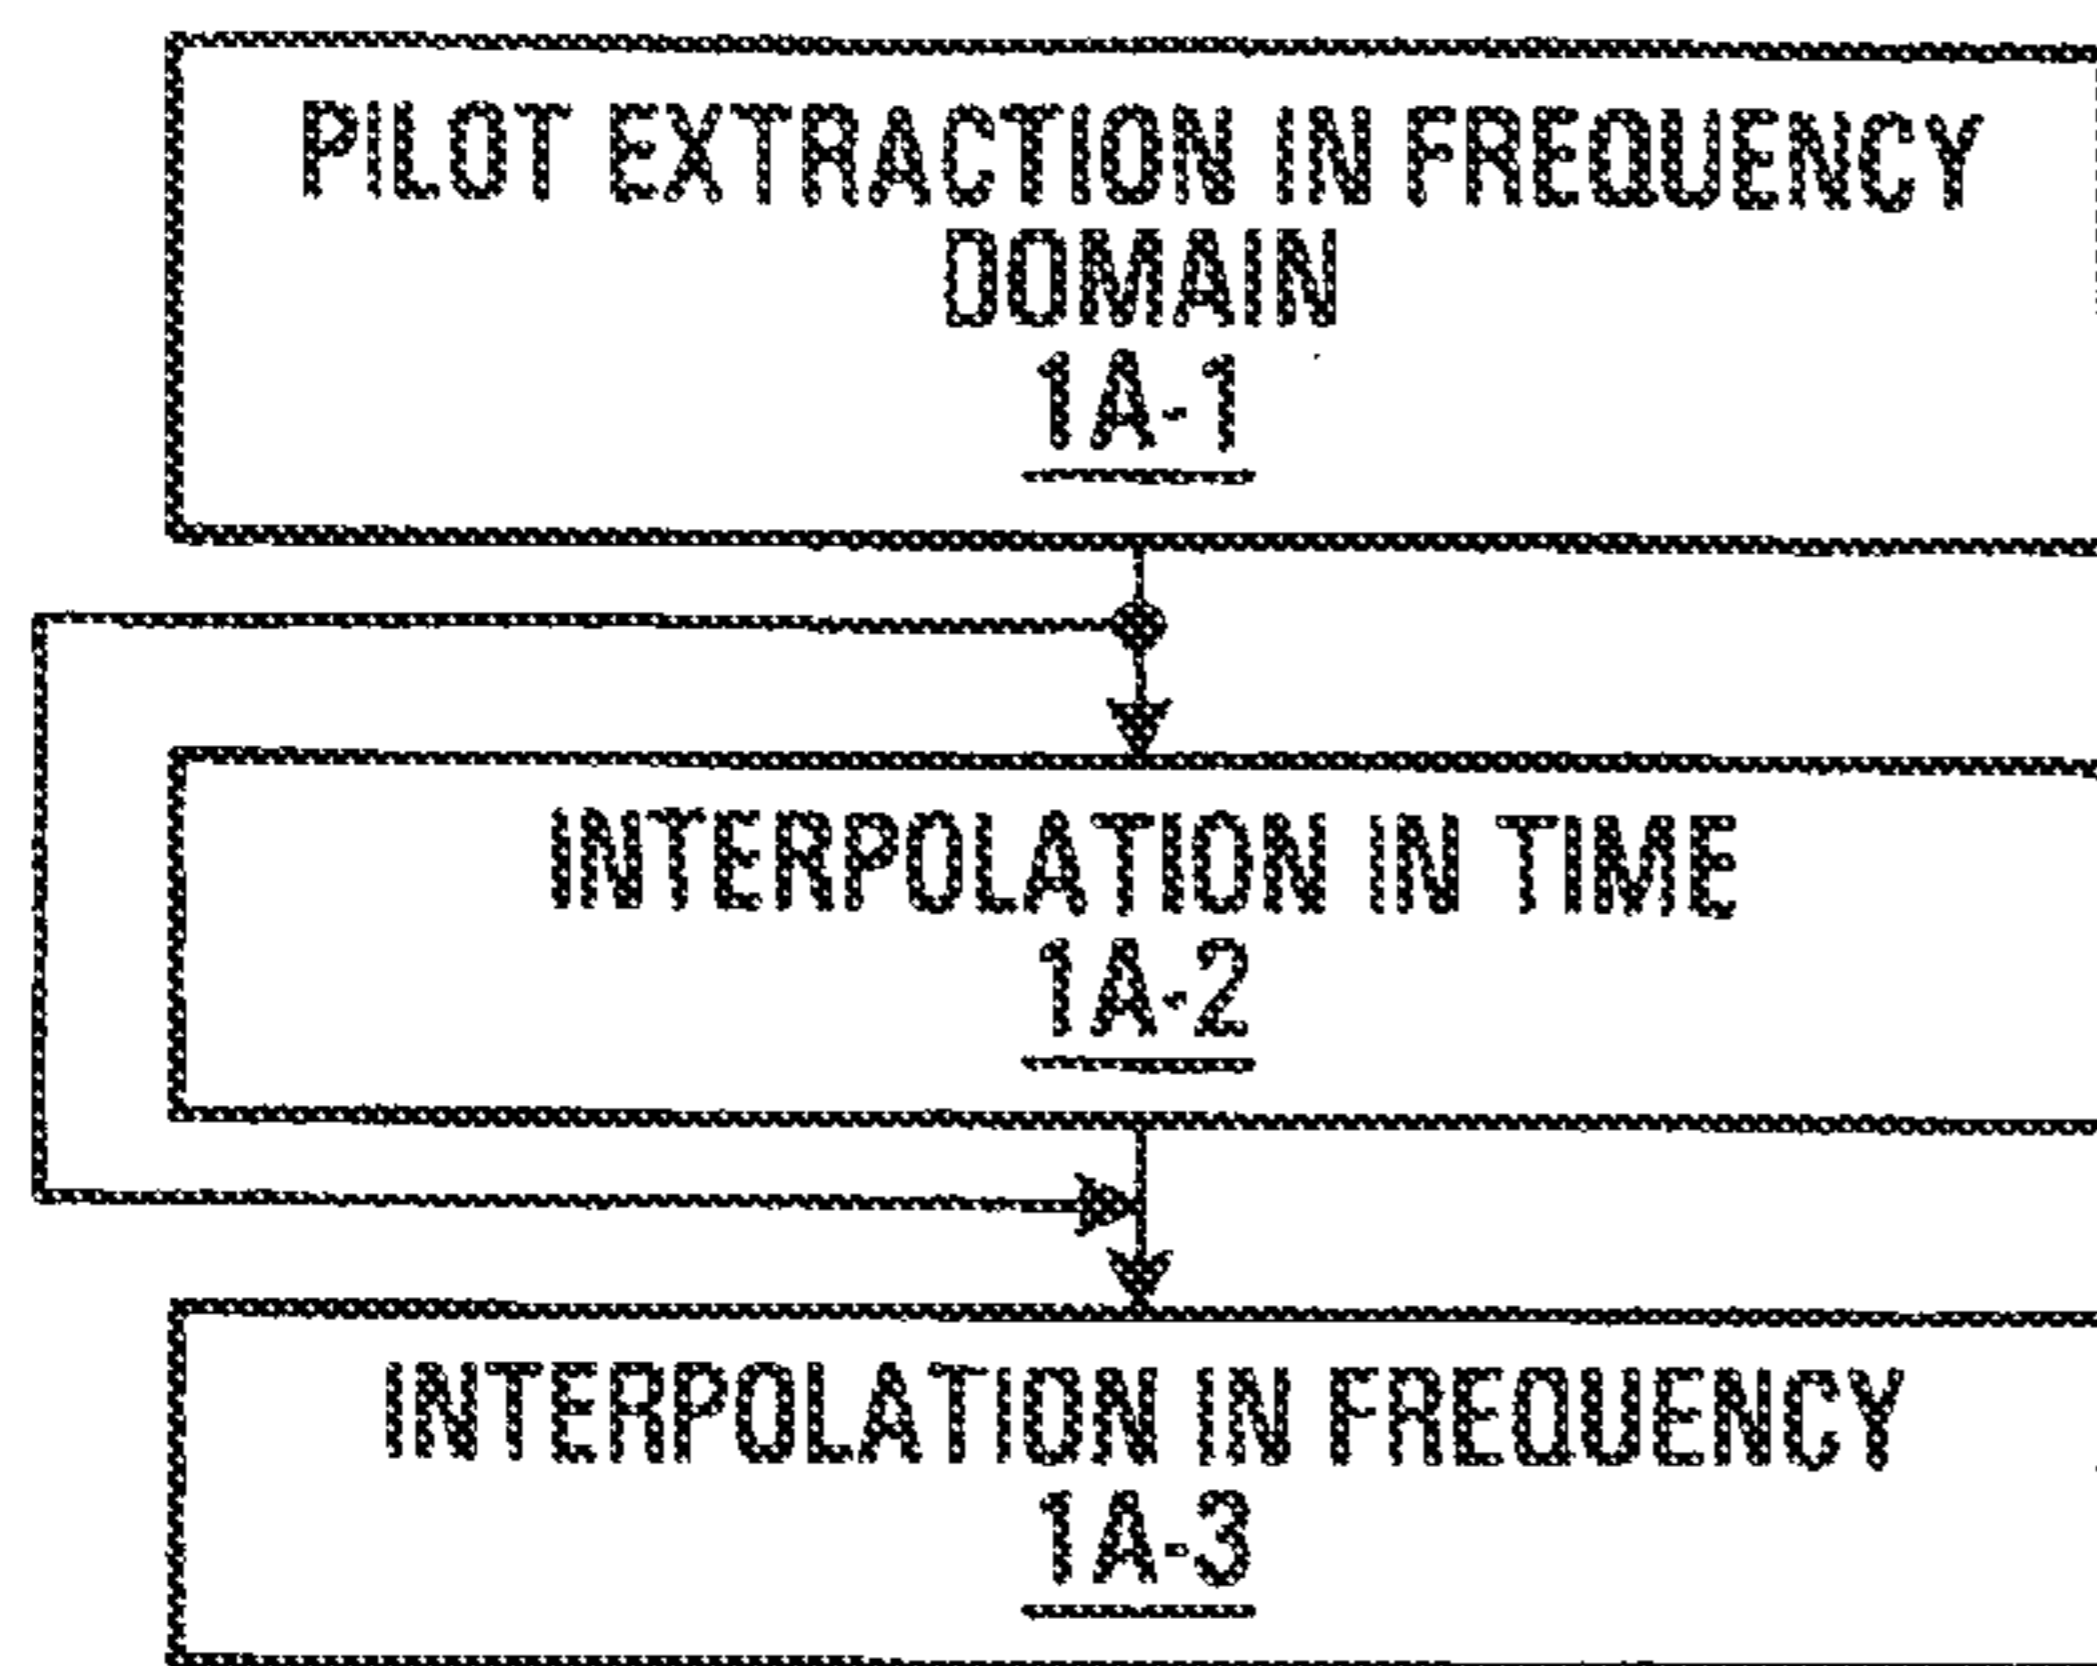 PILOT EXTRACTION IN FREQUENCY
DOMAIN
1A-1
INTERPOLATION IN TIME
1A-2
INTERPOLATION IN FREQUENCY
1A-3